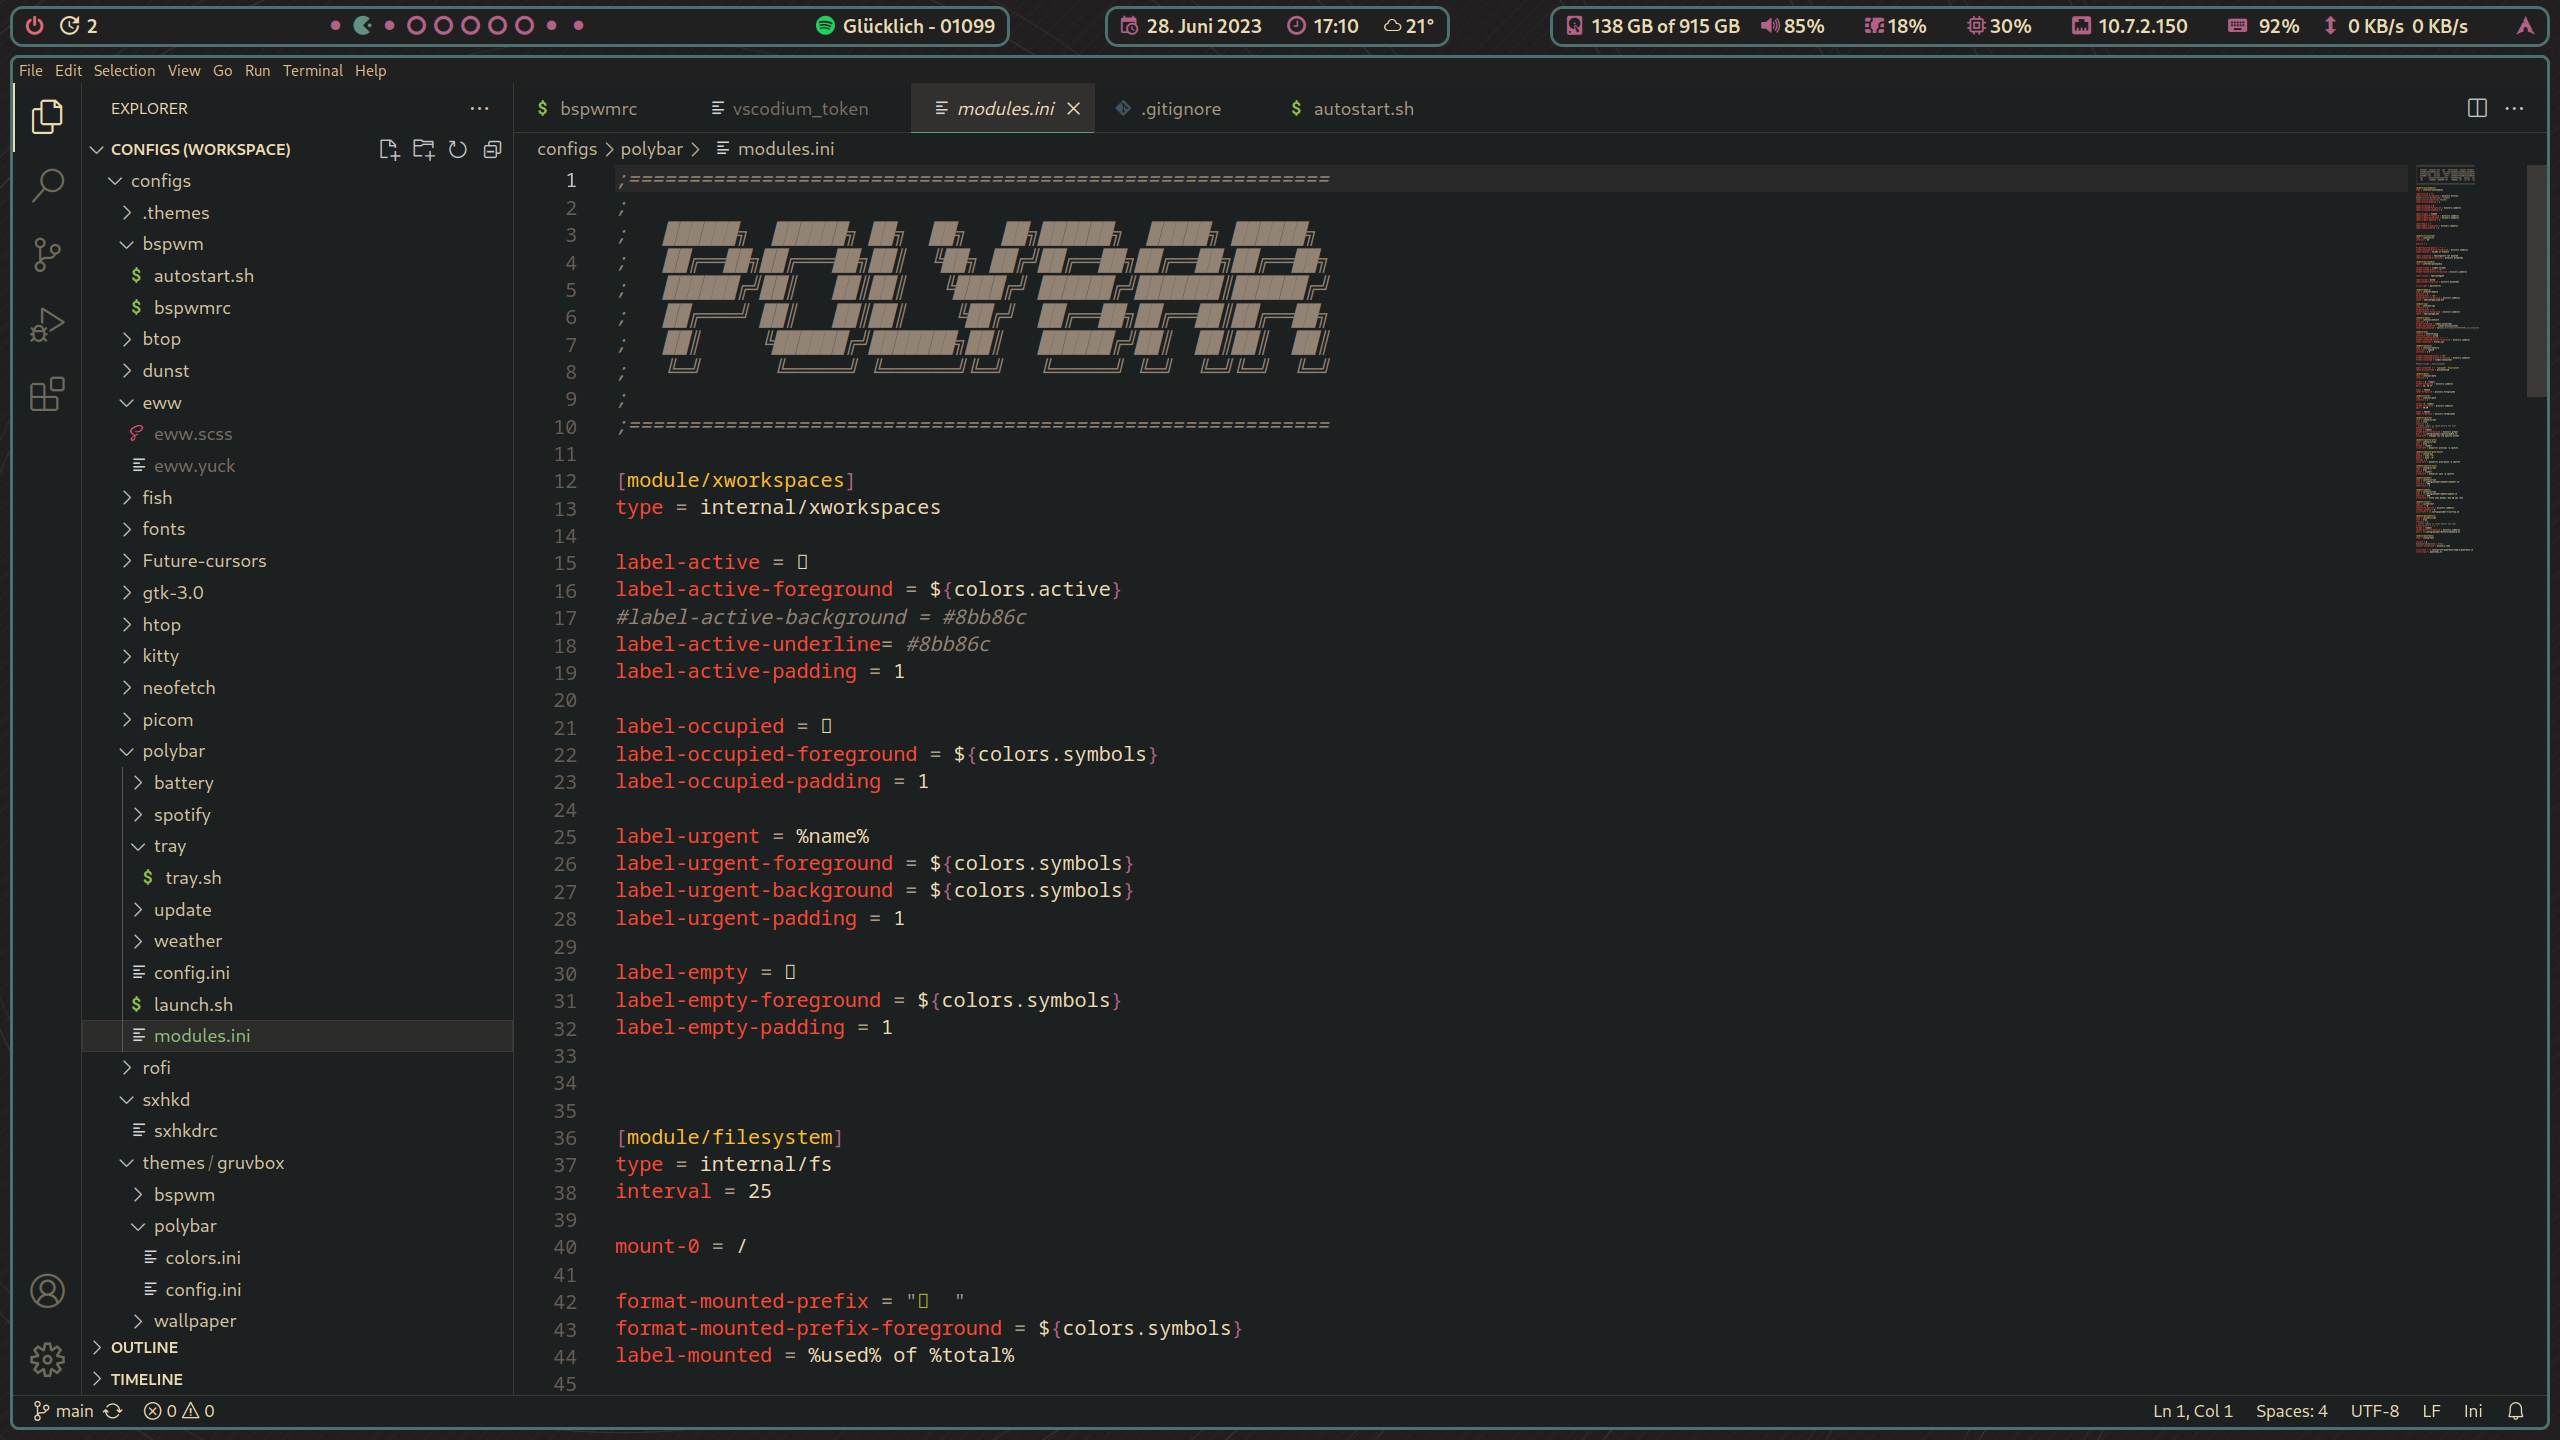 2
Glücklich - 01099
28. Juni 2023
17:10
21°
138 GB of 915 GB
85%
18%
30%
10.7.2.150
92%
0 KB/s 0 KB/s
File Edit Selection View Go Run Terminal Help
EXPLORER
CONFIGS (WORKSPACE)
configs
.themes
bspwm
$ autostart.sh
$ bspwmrc
btop
dunst
eww
eww.scss
eww.yuck
fish
fonts
Future-cursors
gtk-3.0
htop
kitty
neofetch
picom
polybar
battery
spotify
tray
$ tray.sh
update
weather
config.ini
$ launch.sh
modules.ini
rofi
sxhkd
sxhkdrc
themes/gruvbox
bspwm
polybar
colors.ini
config.ini
wallpaper
OUTLINE
TIMELINE
$ bspwmrc
vscodium_token
modules.ini
.gitignore
$ autostart.sh
configs > polybar > modules.ini
1 ;==========================================================
2 ;
3 ;
4 ;
5 ; POLYBAR
6 ;
7 ;
8 ;
9 ;
10 ;==========================================================
11
12 [module/xworkspaces]
13 type = internal/xworkspaces
14
15 label-active = 
16 label-active-foreground = ${colors.active}
17 #label-active-background = #8bb86c
18 label-active-underline= #8bb86c
19 label-active-padding = 1
20
21 label-occupied = 
22 label-occupied-foreground = ${colors.symbols}
23 label-occupied-padding = 1
24
25 label-urgent = %name%
26 label-urgent-foreground = ${colors.symbols}
27 label-urgent-background = ${colors.symbols}
28 label-urgent-padding = 1
29
30 label-empty = 
31 label-empty-foreground = ${colors.symbols}
32 label-empty-padding = 1
33
34
35
36 [module/filesystem]
37 type = internal/fs
38 interval = 25
39
40 mount-0 = /
41
42 format-mounted-prefix = "  "
43 format-mounted-prefix-foreground = ${colors.symbols}
44 label-mounted = %used% of %total%
45
main 0 0
Ln 1, Col 1 Spaces: 4 UTF-8 LF Ini